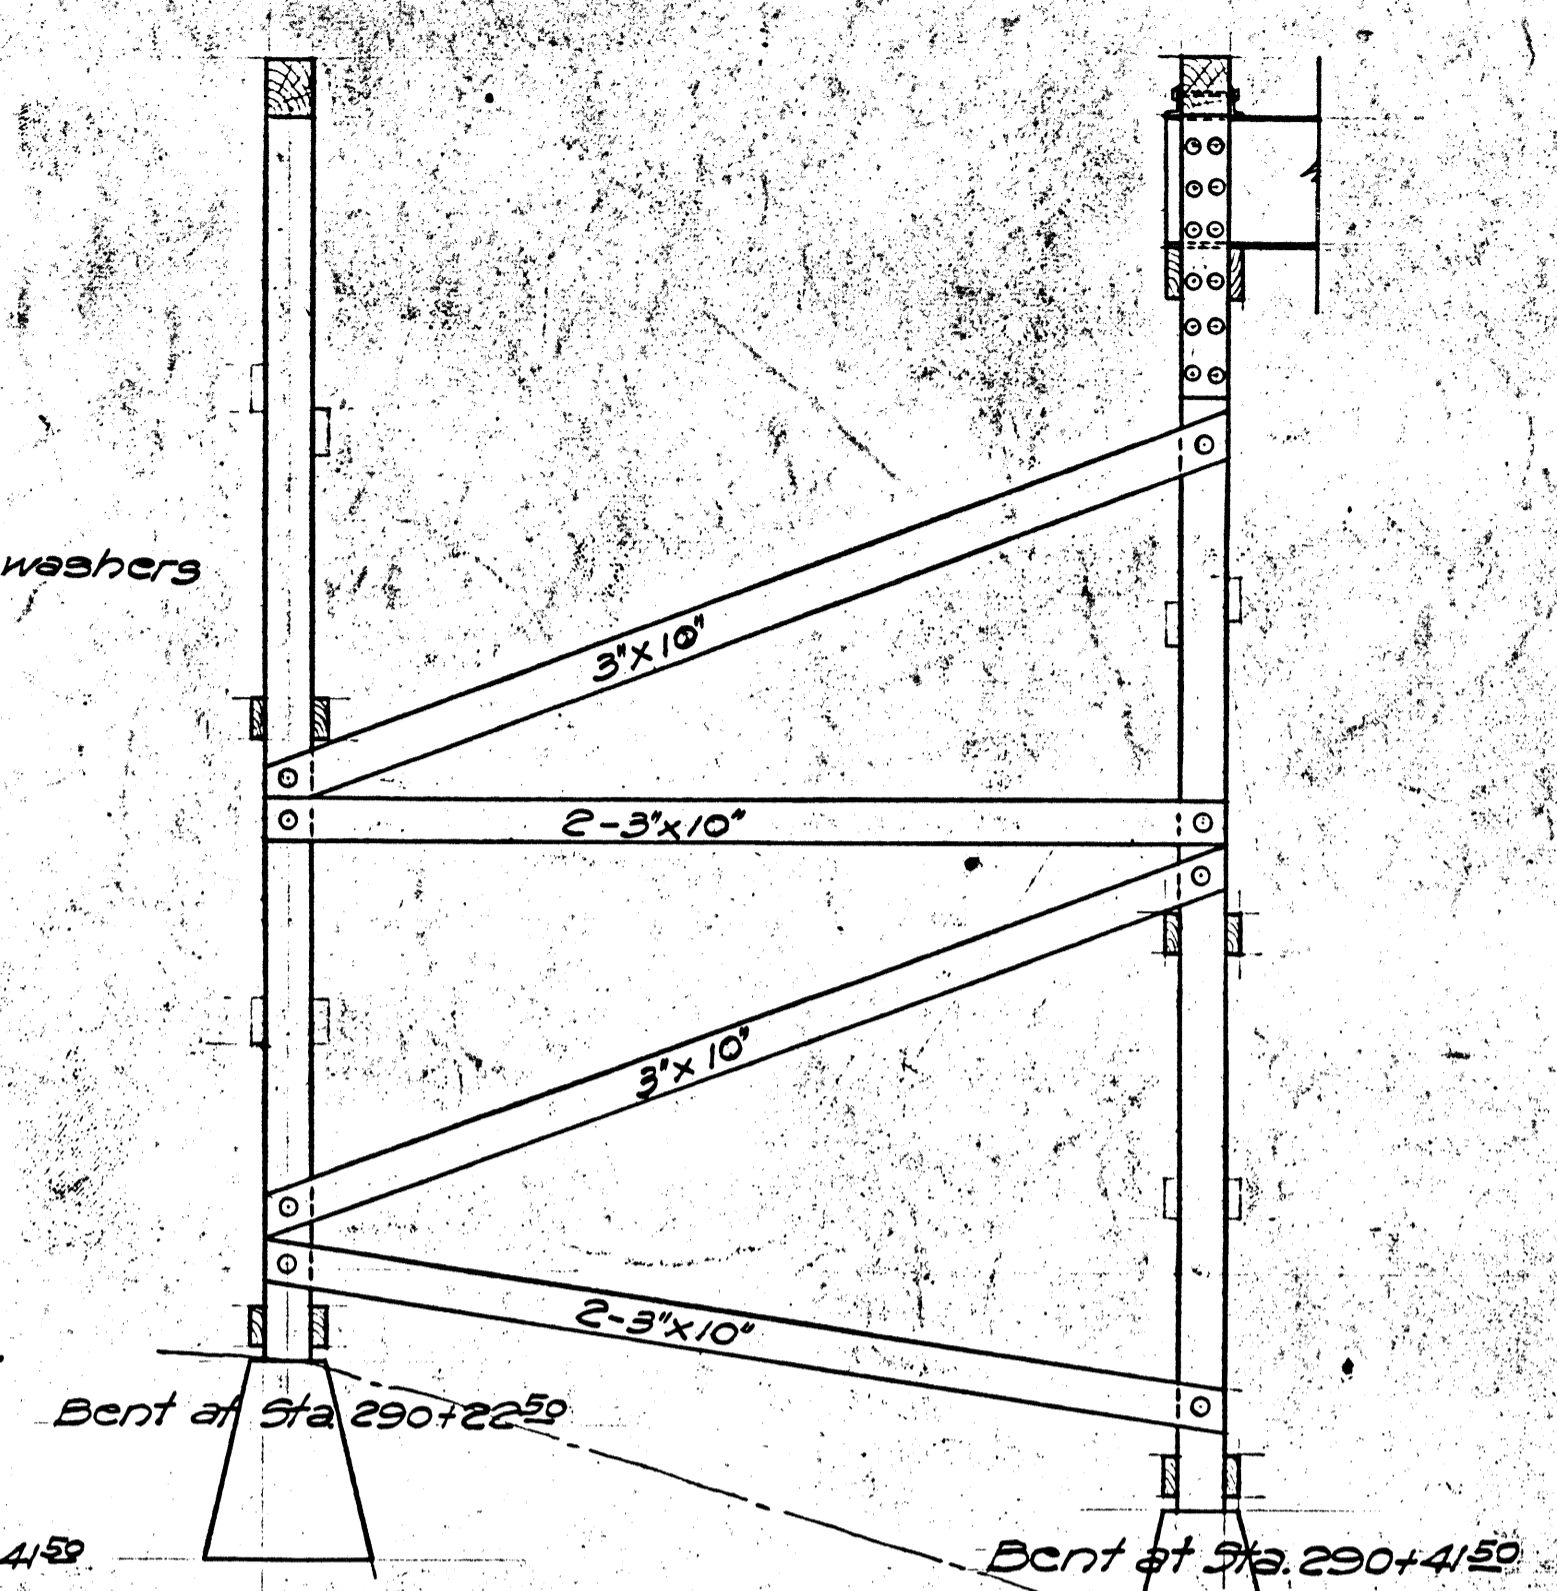 washers
3"x10"
2-3"x10"
3"x10"
2-3"x10"
Bent at Sta. 290+22⁵⁰
41⁵⁰
Bent at Sta. 290+41⁵⁰